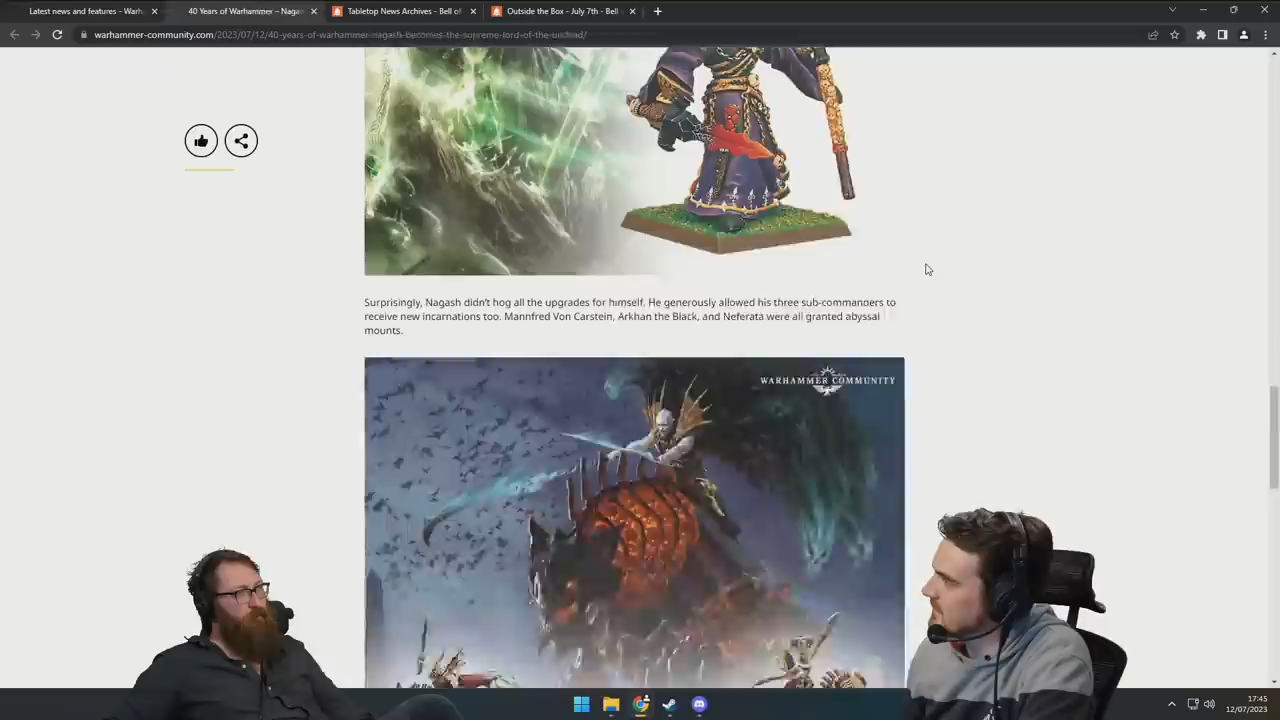 Latest news and features - Warh
40 Years of Warhammer – Nagas
Tabletop News Archives - Bell of
Outside the Box - July 7th - Bell
warhammer-community.com/2023/07/12/40-years-of-warhammer-nagash-becomes-the-supreme-lord-of-the-undead/
Surprisingly, Nagash didn't hog all the upgrades for himself. He generously allowed his three sub-commanders to
receive new incarnations too. Mannfred Von Carstein, Arkhan the Black, and Neferata were all granted abyssal
mounts.
WARHAMMER COMMUNITY
17:45
12/07/2023